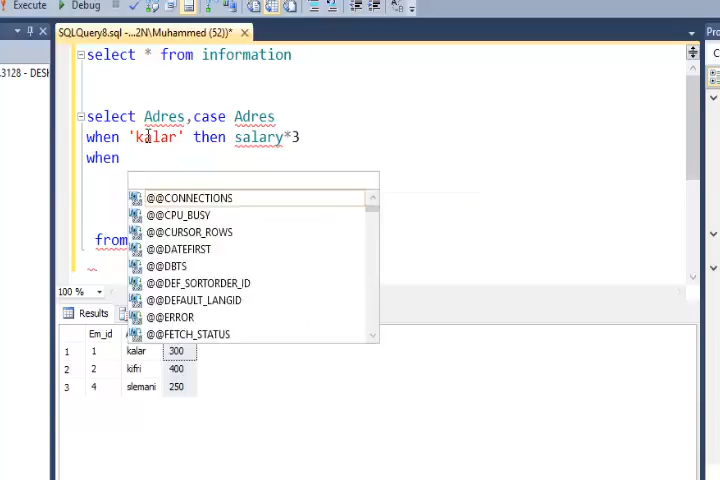 Execute Debug
SQLQuery8.sql -...2N\Muhammed (52))*
.3128 - DESK
select * from information
select Adres,case Adres
when 'kalar' then salary*3
when
@@CONNECTIONS
@@CPU_BUSY
@@CURSOR_ROWS
@@DATEFIRST
from
@@DBTS
@@DEF_SORTORDER_ID
@@DEFAULT_LANGID
@@ERROR
@@FETCH_STATUS
100 %
Results
Em_id
1 1 kalar 300
2 2 kifri 400
3 4 slemani 250